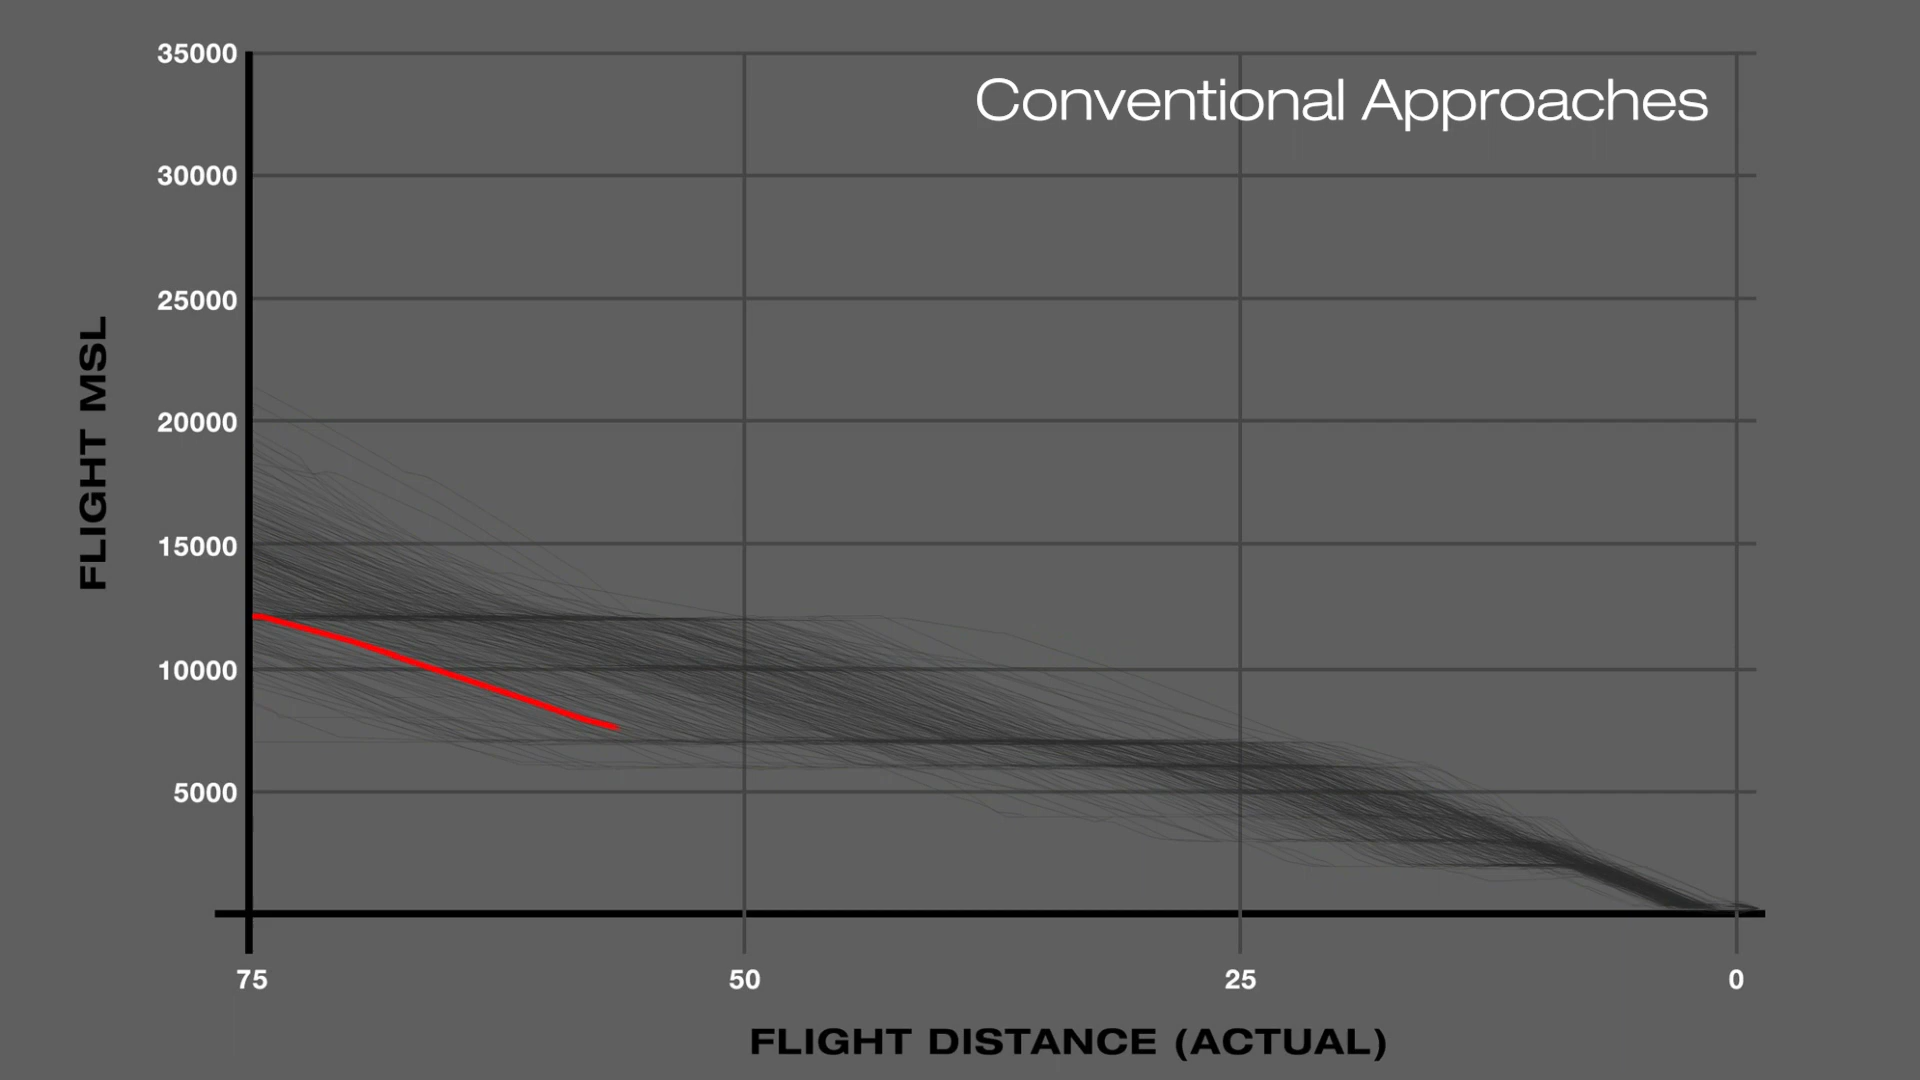 Conventional Approaches
FLIGHT MSL
35000
30000
25000
20000
15000
10000
5000
75 50 25 0
FLIGHT DISTANCE (ACTUAL)